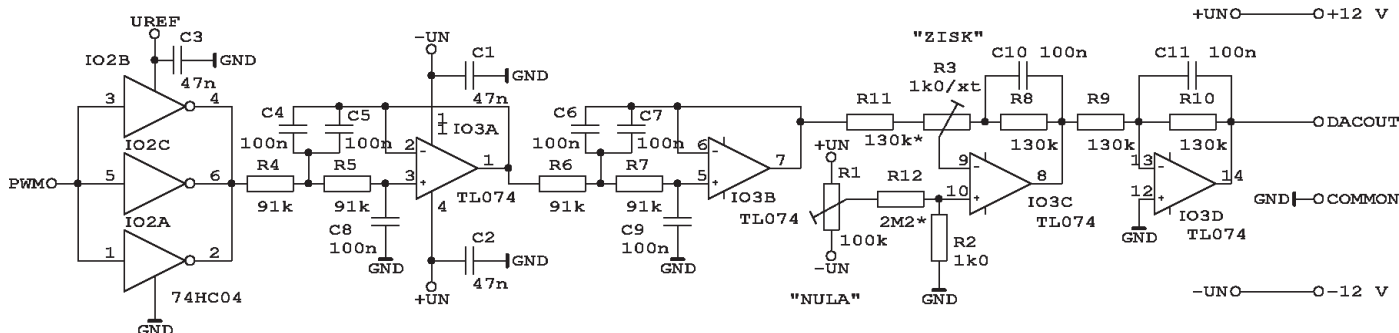 UREF
C3
GND
47n
IO2B
3
4
IO2C
PWM
5
6
IO2A
1
2
74HC04
GND
C4
100n
C5
100n
R4
91k
R5
91k
C8
100n
GND
-UN
C1
GND
47n
11
IO3A
2
-
3
+
1
TL074
4
C2
GND
47n
+UN
C6
100n
C7
100n
R6
91k
R7
91k
C9
100n
GND
6
-
5
+
7
IO3B
TL074
R11
130k*
"ZISK"
R3
1k0/xt
+UN
R1
100k
-UN
"NULA"
R12
2M2*
R2
1k0
GND
C10 100n
R8
130k
9
-
10
+
8
IO3C
TL074
R9
130k
C11 100n
R10
130k
13
-
12
+
14
IO3D
TL074
GND
+UN
+12 V
DACOUT
GND
COMMON
-UN
-12 V